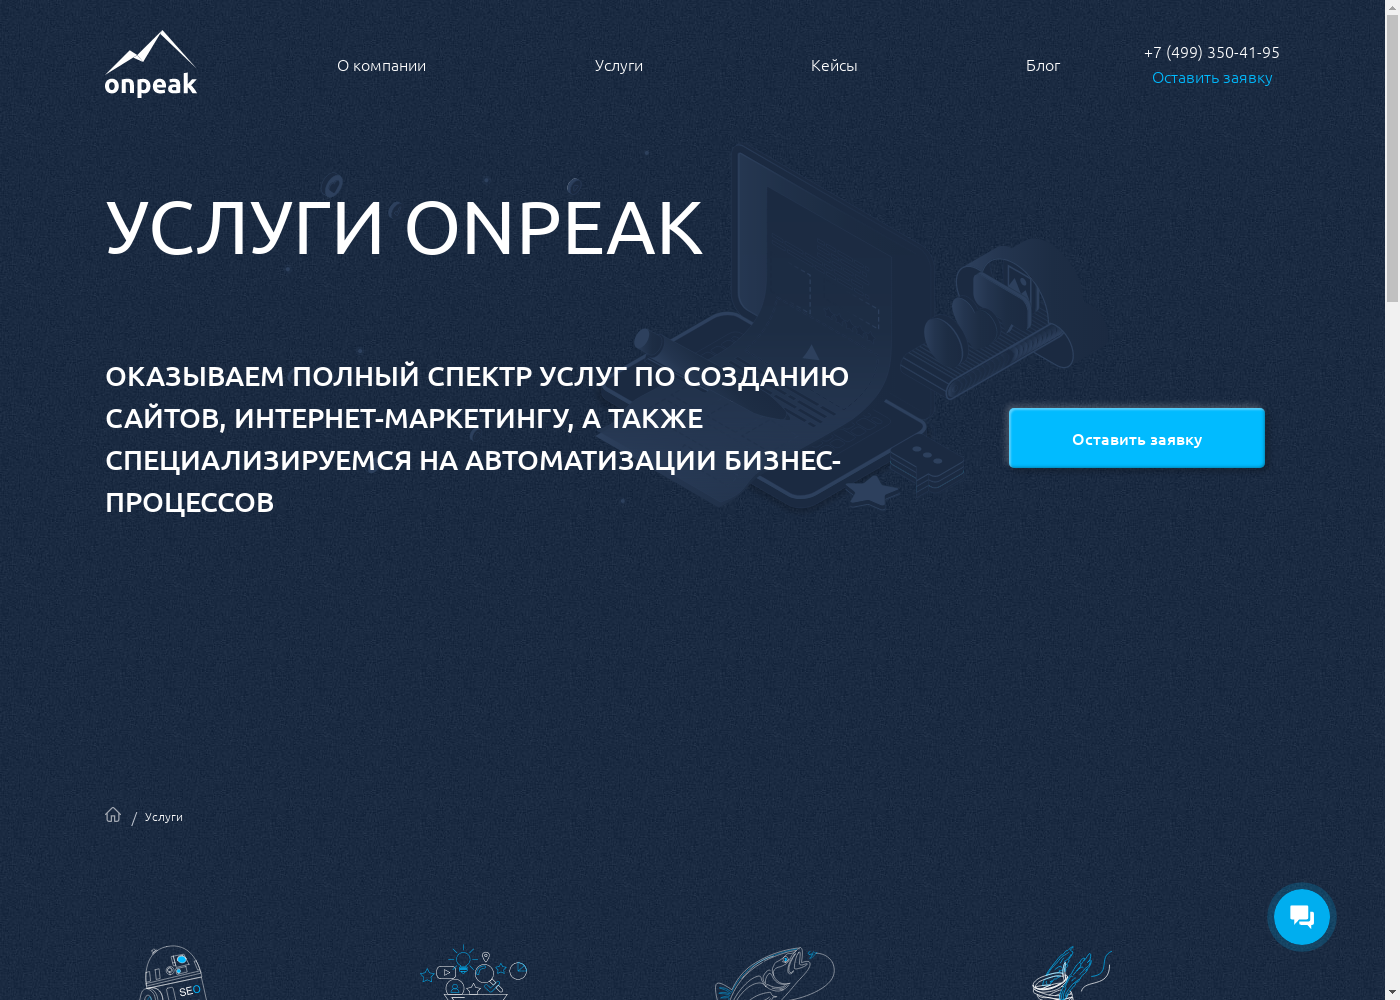 onpeak
О компании
Услуги
Кейсы
Блог
+7 (499) 350-41-95
Оставить заявку
УСЛУГИ ONPEAK
ОКАЗЫВАЕМ ПОЛНЫЙ СПЕКТР УСЛУГ ПО СОЗДАНИЮ
САЙТОВ, ИНТЕРНЕТ-МАРКЕТИНГУ, А ТАКЖЕ
СПЕЦИАЛИЗИРУЕМСЯ НА АВТОМАТИЗАЦИИ БИЗНЕС-
ПРОЦЕССОВ
Оставить заявку
/ Услуги
SEO